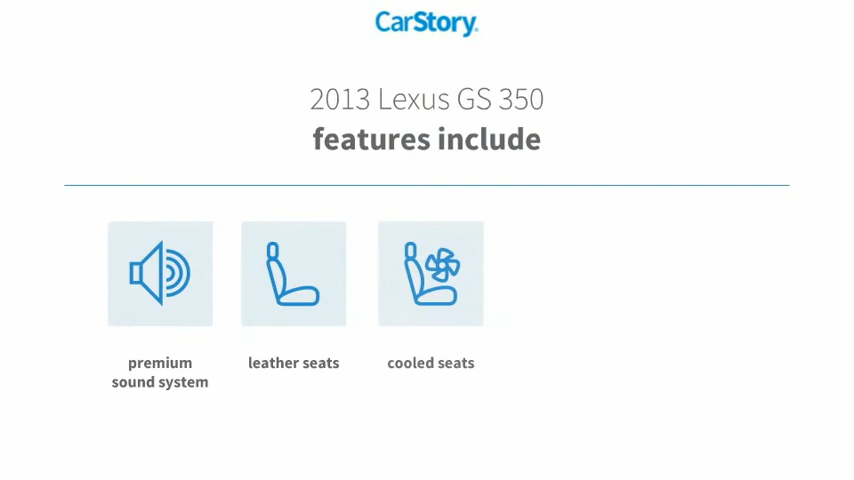 CarStory.
2013 Lexus GS 350
features include
premium
sound system
leather seats
cooled seats